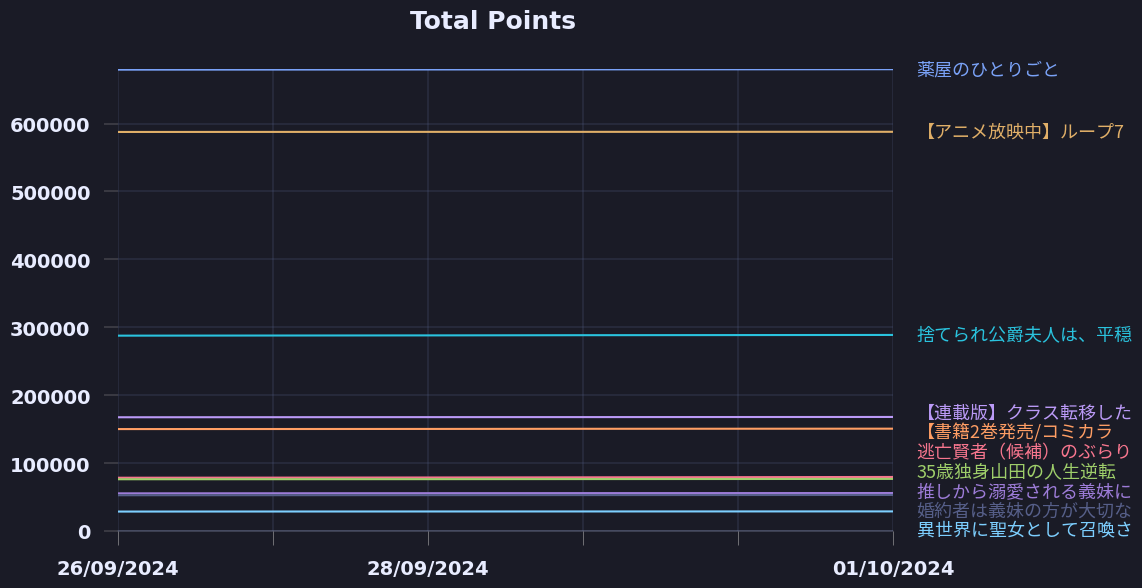 Total Points
薬屋のひとりごと
【アニメ放映中】ループ7
600000
500000
400000
300000
捨てられ公爵夫人は、平穏
200000
【連載版】クラス転移した
【書籍2巻発売/コミカラ
逃亡賢者（候補）のぶらり
100000
35歳独身山田の人生逆転
推しから溺愛される義妹に
婚約者は義妹の方が大切な
異世界に聖女として召喚さ
0
26/09/2024
28/09/2024
01/10/2024